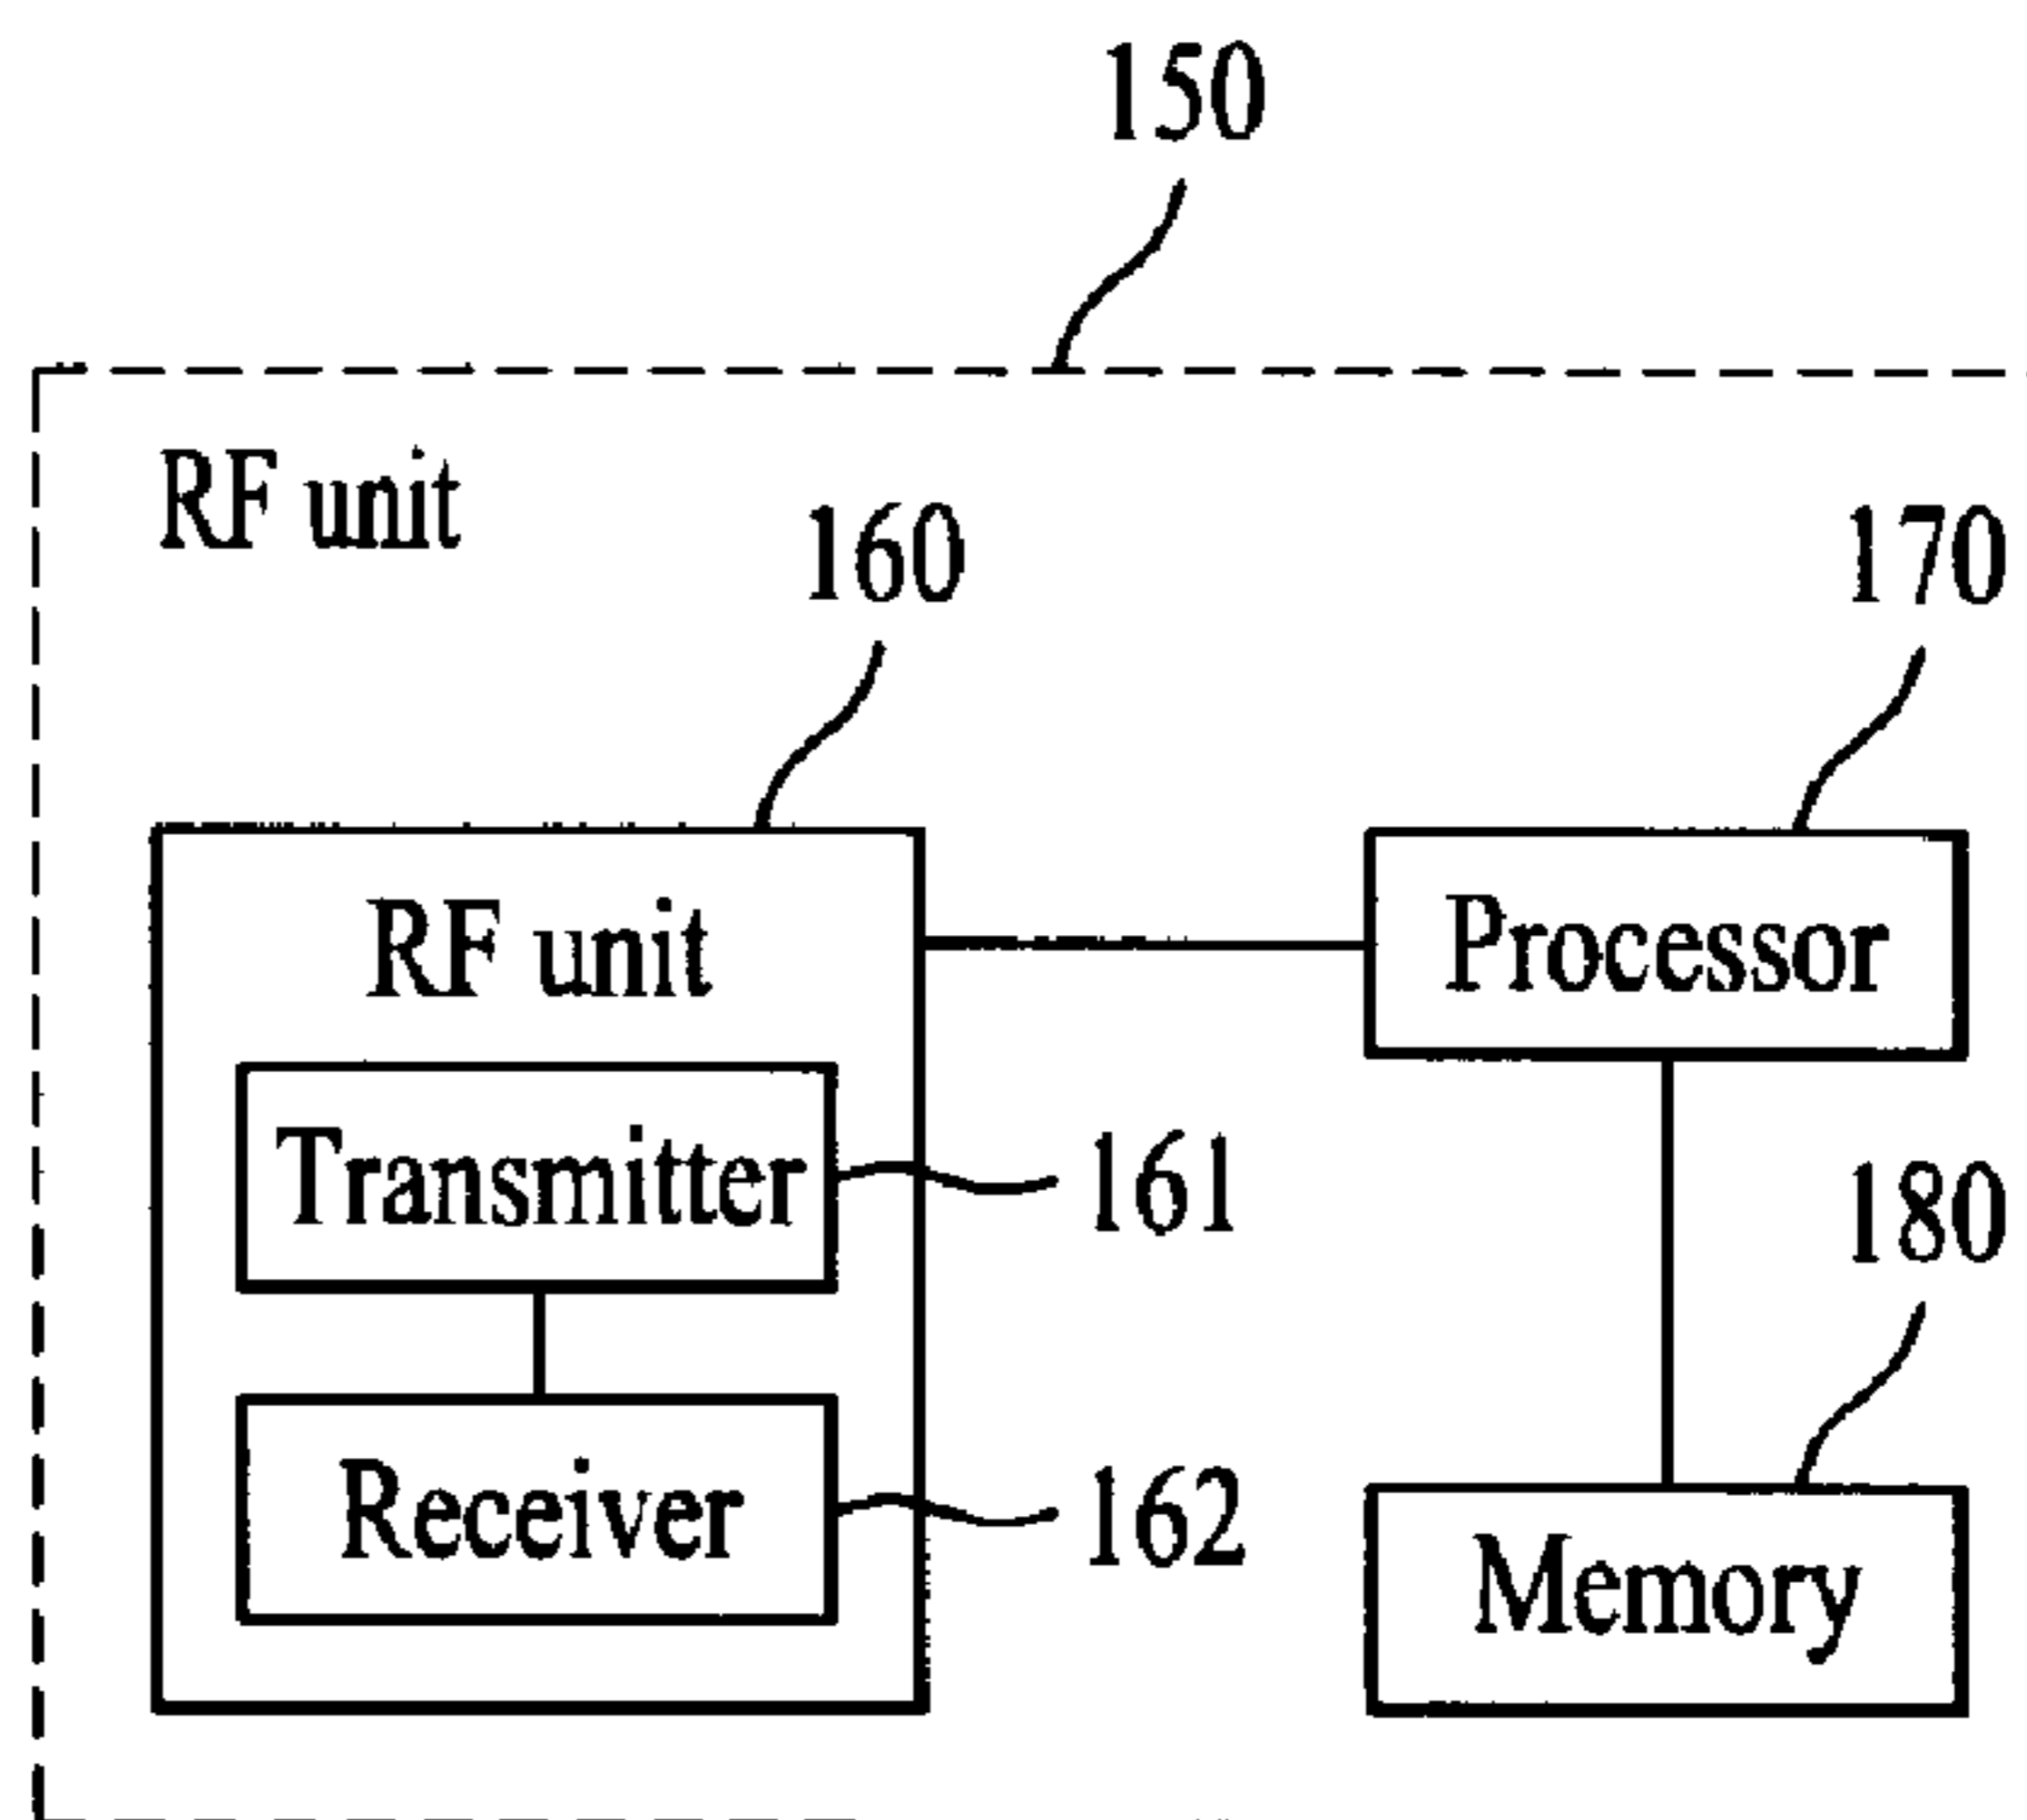 150
RF unit
160
170
RF unit
Processor
Transmitter
161
180
Receiver
162
Memory